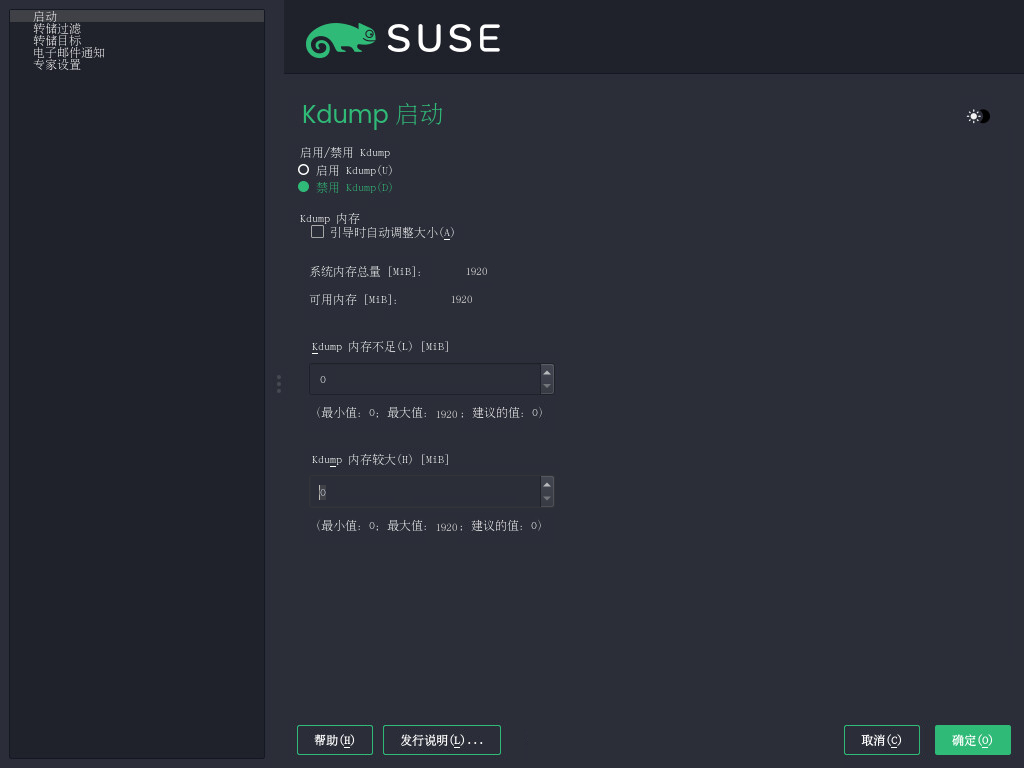 启动
转储过滤
转储目标
电子邮件通知
专家设置
SUSE
Kdump 启动
启用/禁用 Kdump
启用 Kdump(U)
禁用 Kdump(D)
Kdump 内存
引导时自动调整大小(A)
系统内存总量 [MiB]: 1920
可用内存 [MiB]: 1920
Kdump 内存不足(L) [MiB]
0
（最小值: 0; 最大值: 1920; 建议的值: 0）
Kdump 内存较大(H) [MiB]
0
（最小值: 0; 最大值: 1920; 建议的值: 0）
帮助(H) 发行说明(L)... 取消(C) 确定(O)